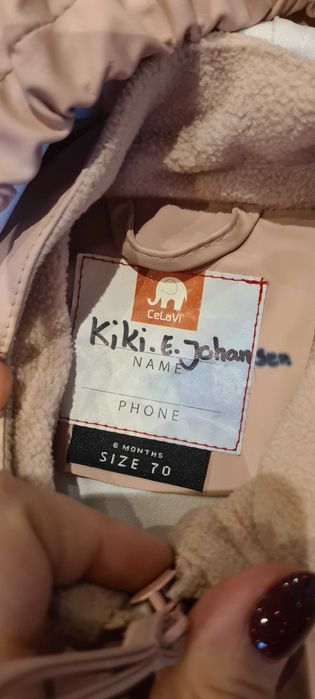 CeLaVi
Kiki. E. Johansen
NAME
PHONE
6 MONTHS
SIZE 70